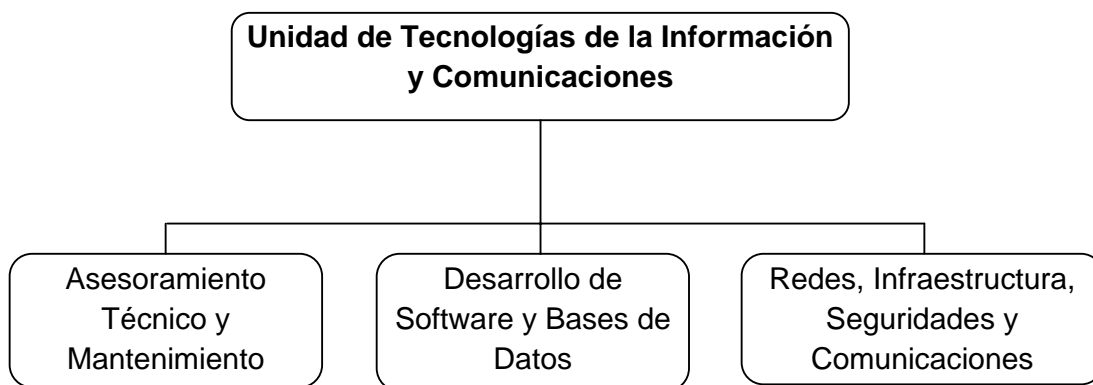 Unidad de Tecnologías de la Información
y Comunicaciones
Asesoramiento
Técnico y
Mantenimiento
Desarrollo de
Software y Bases de
Datos
Redes, Infraestructura,
Seguridades y
Comunicaciones